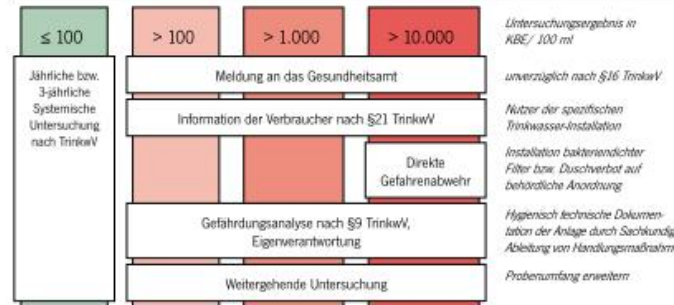 ≤ 100
> 100
> 1.000
> 10.000
Untersuchungsergebnis in
KBE/ 100 ml
Jährliche bzw.
3-jährliche
Systemische
Untersuchung
nach TrinkwV
Meldung an das Gesundheitsamt
unverzüglich nach §16 TrinkwV
Information der Verbraucher nach §21 TrinkwV
Nutzer der spezifischen
Trinkwasser-Installation
Direkte
Gefahrenabwehr
Installation bakteriendichter
Filter bzw. Duschverbot auf
behördliche Anordnung
Gefährdungsanalyse nach §9 TrinkwV,
Eigenverantwortung
Hygienisch technische Dokumen-
tation der Anlage durch Sachkundig
Ableitung von Handlungsmaßnahm
Weitergehende Untersuchung
Probenumfang erweitern